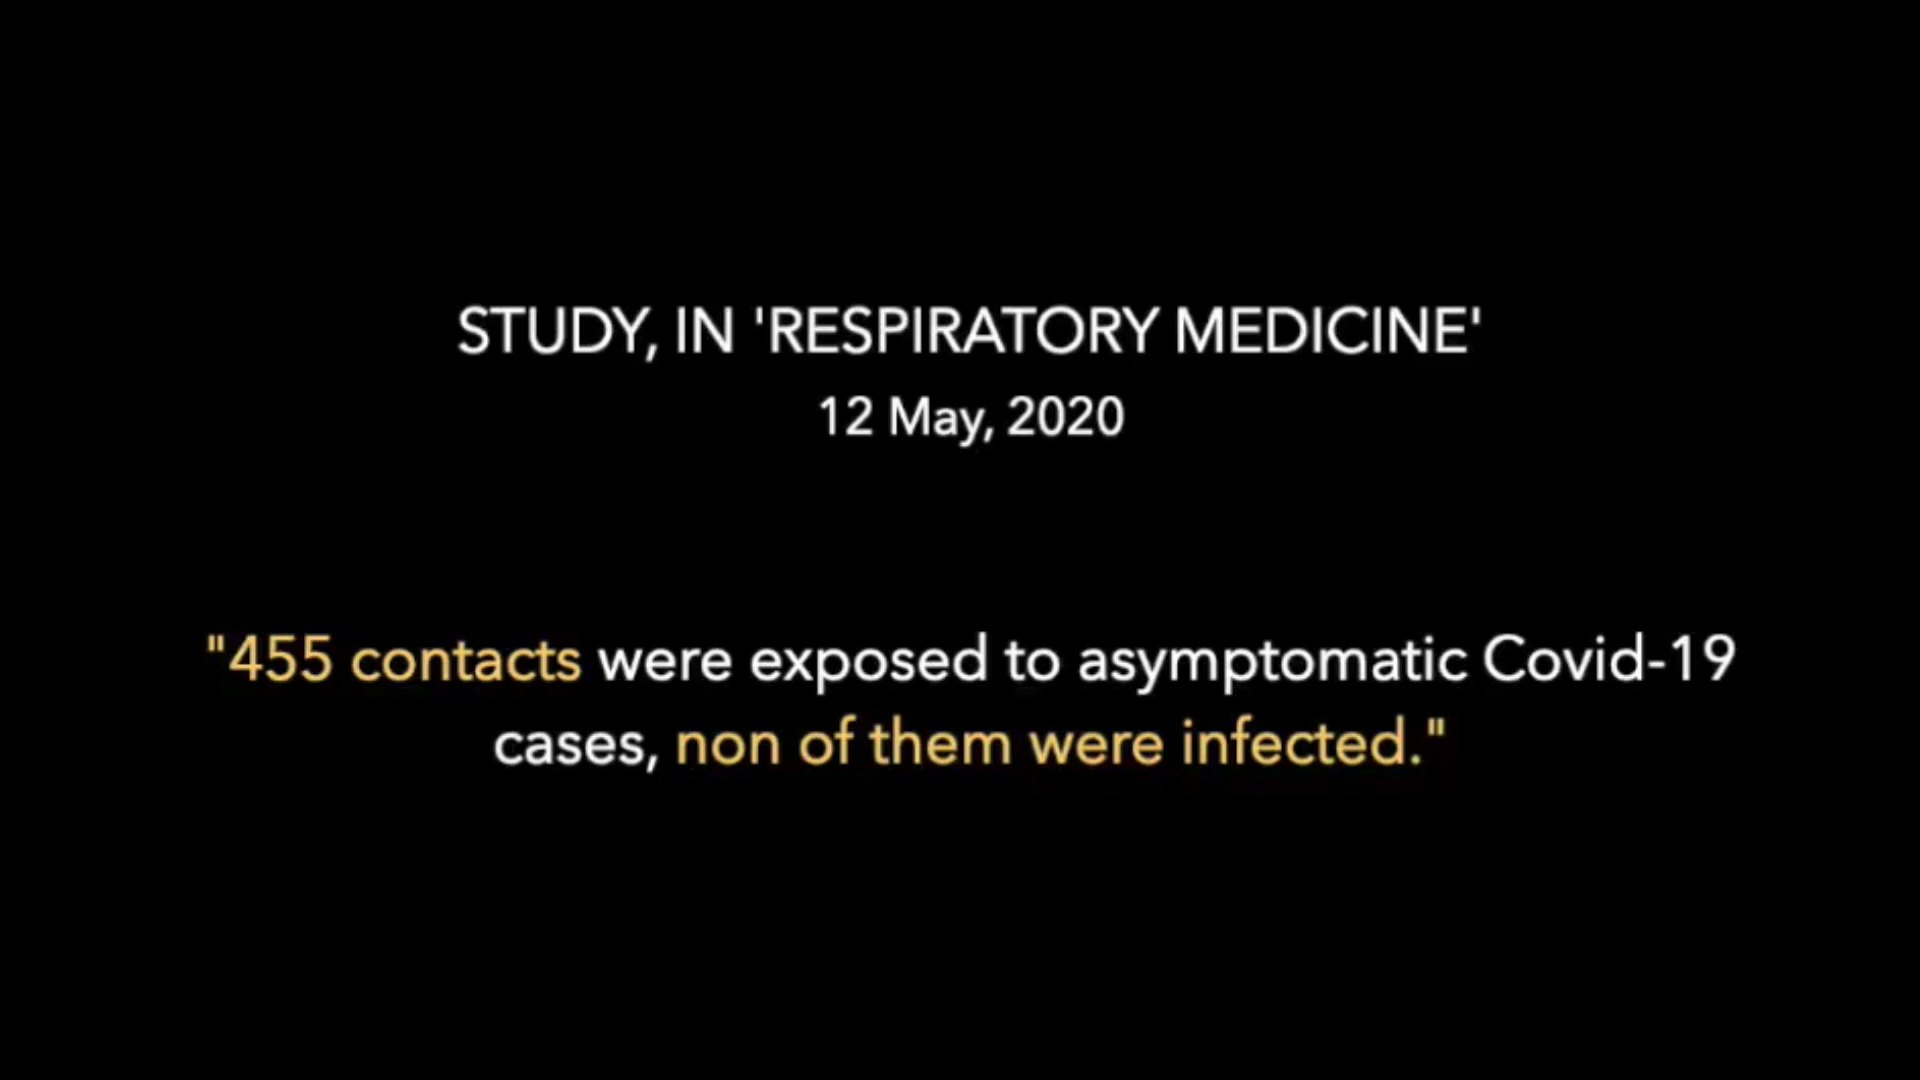 STUDY, IN 'RESPIRATORY MEDICINE'
12 May, 2020
"455 contacts were exposed to asymptomatic Covid-19
cases, non of them were infected."